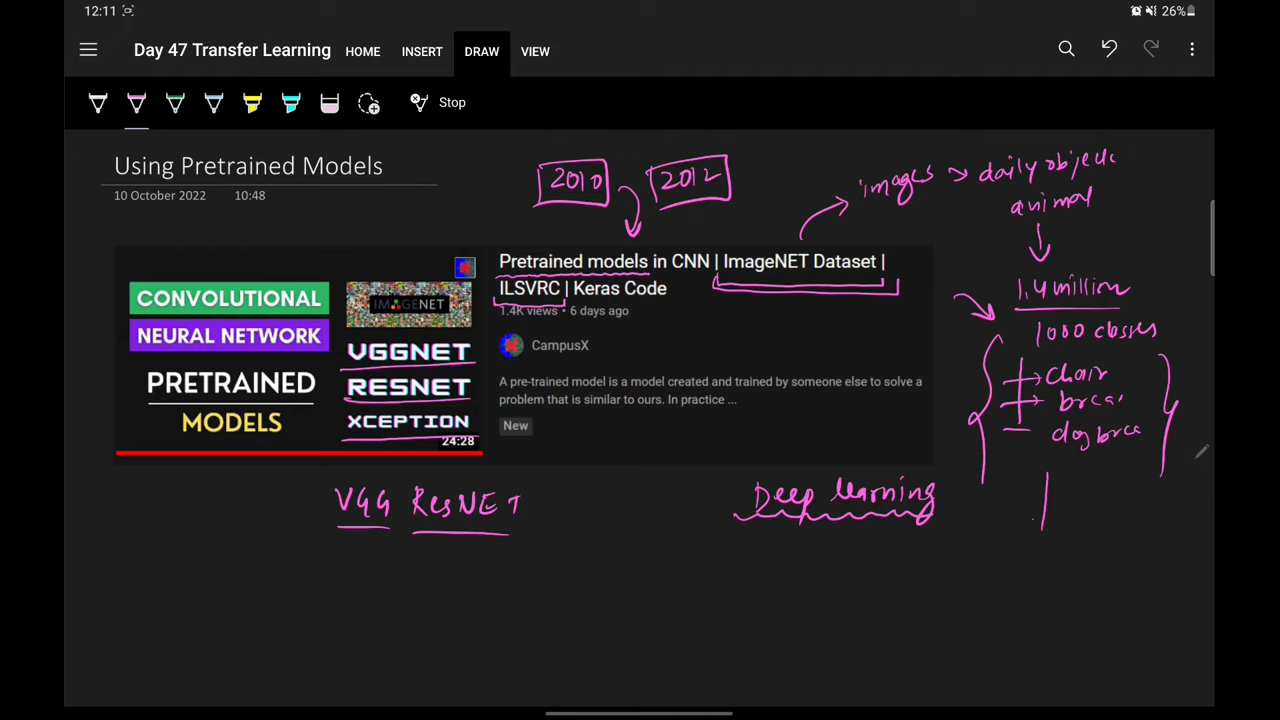 12:11
26%
Day 47 Transfer Learning HOME INSERT DRAW VIEW
Stop
Using Pretrained Models
10 October 2022 10:48
2010 2012
images → daily objects
animal
1.4 million
1000 classes
chair
dog brea
CONVOLUTIONAL
NEURAL NETWORK
PRETRAINED
MODELS
IMAGENET
VGGNET
RESNET
XCEPTION
24:28
Pretrained models in CNN | ImageNET Dataset |
ILSVRC | Keras Code
1.4K views • 6 days ago
CampusX
A pre-trained model is a model created and trained by someone else to solve a
problem that is similar to ours. In practice ...
New
VGG ResNET
Deep learning